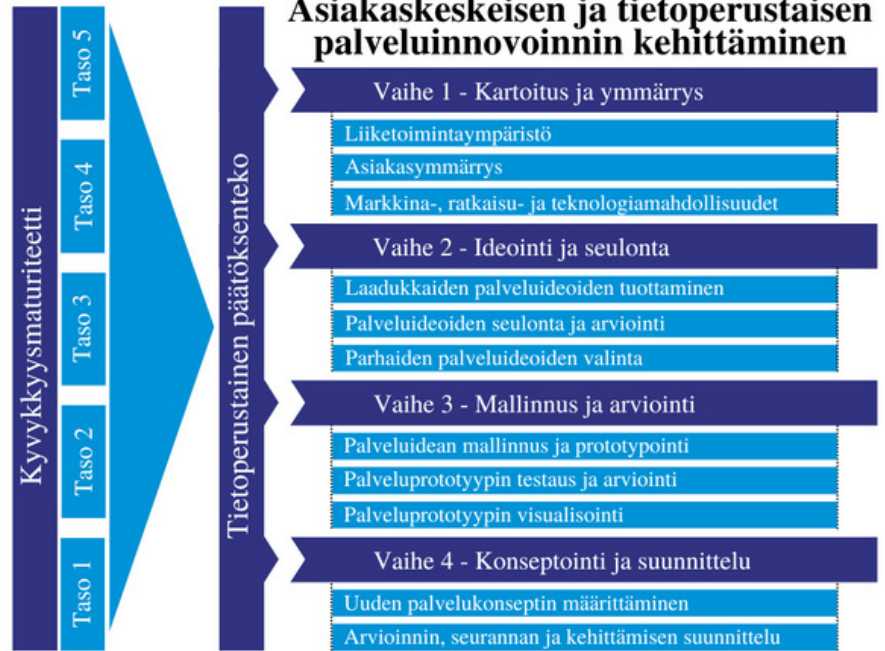 Asiakaskeskeisen ja tietoperustaisen
palveluinnovoinnin kehittäminen
Kyvykkyysmaturiteetti
Taso 5
Taso 4
Taso 3
Taso 2
Taso 1
Tietoperustainen päätöksenteko
Vaihe 1 - Kartoitus ja ymmärrys
Liiketoimintaympäristö
Asiakasymmärrys
Markkina-, ratkaisu- ja teknologiamahdollisuudet
Vaihe 2 - Ideointi ja seulonta
Laadukkaiden palveluideoiden tuottaminen
Palveluideoiden seulonta ja arviointi
Parhaiden palveluideoiden valinta
Vaihe 3 - Mallinnus ja arviointi
Palveluidean mallinnus ja prototypointi
Palveluprototyypin testaus ja arviointi
Palveluprototyypin visualisointi
Vaihe 4 - Konseptointi ja suunnittelu
Uuden palvelukonseptin määrittäminen
Arvioinnin, seurannan ja kehittämisen suunnittelu